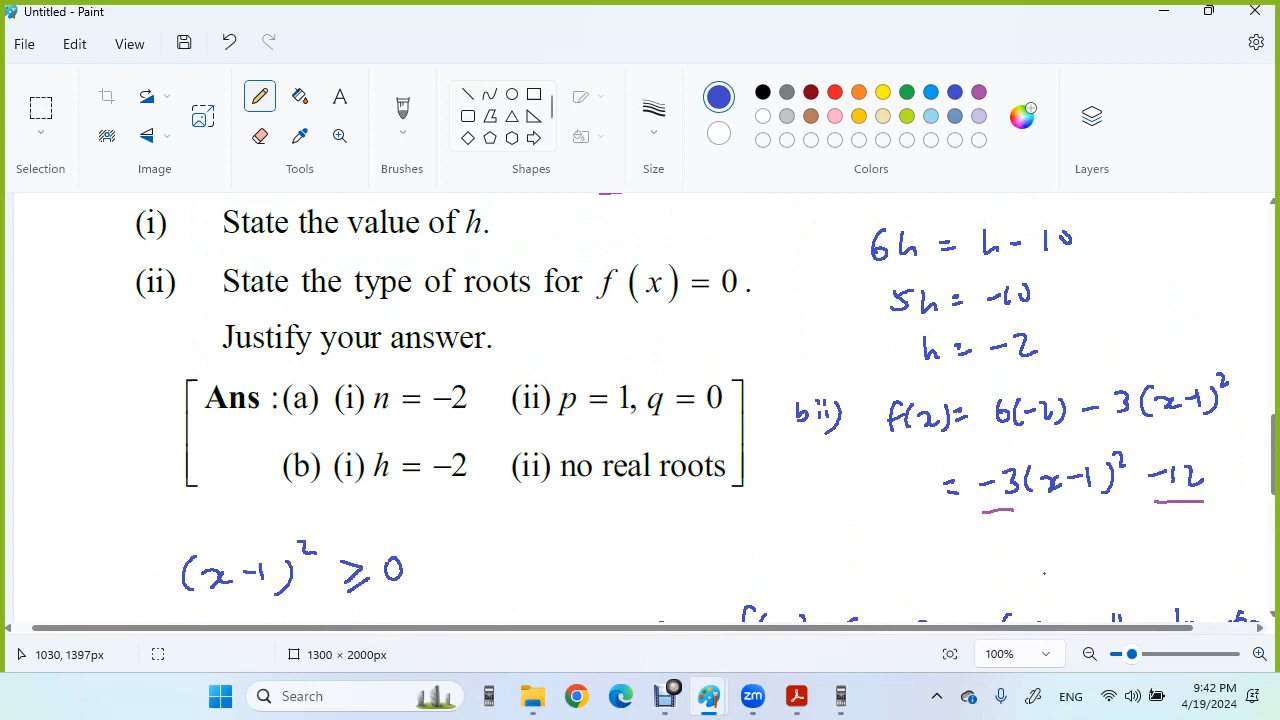 Untitled - Paint
File Edit View
Selection Image Tools Brushes Shapes Size Colors Layers
(i) State the value of h.
(ii) State the type of roots for f(x) = 0.
Justify your answer.
[Ans : (a) (i) n = −2 (ii) p = 1, q = 0
(b) (i) h = −2 (ii) no real roots]
(x-1)² ≥ 0
6h = h - 10
5h = -10
h = -2
bii) f(x) = 6(-2) - 3(x-1)²
= -3(x-1)² -12
1030, 1397px 1300 × 2000px 100%
Search
ENG
9:42 PM
4/19/2024